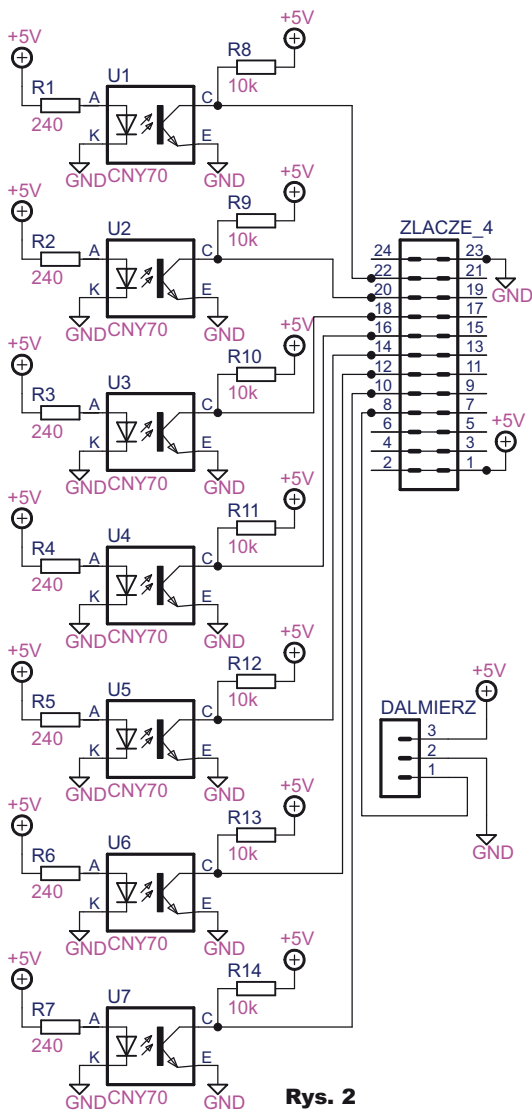 +5V
R1
240
A
K
GND
U1
CNY70
C
E
GND
R8
10k
+5V
+5V
R2
240
A
K
GND
U2
CNY70
C
E
GND
R9
10k
+5V
+5V
R3
240
A
K
GND
U3
CNY70
C
E
GND
R10
10k
+5V
+5V
R4
240
A
K
GND
U4
CNY70
C
E
GND
R11
10k
+5V
+5V
R5
240
A
K
GND
U5
CNY70
C
E
GND
R12
10k
+5V
+5V
R6
240
A
K
GND
U6
CNY70
C
E
GND
R13
10k
+5V
+5V
R7
240
A
K
GND
U7
CNY70
C
E
GND
R14
10k
+5V
ZLACZE_4
24 23
22 21
20 19
18 17
16 15
14 13
12 11
10 9
8 7
6 5
4 3
2 1
GND
+5V
DALMIERZ
3
2
1
+5V
GND
Rys. 2